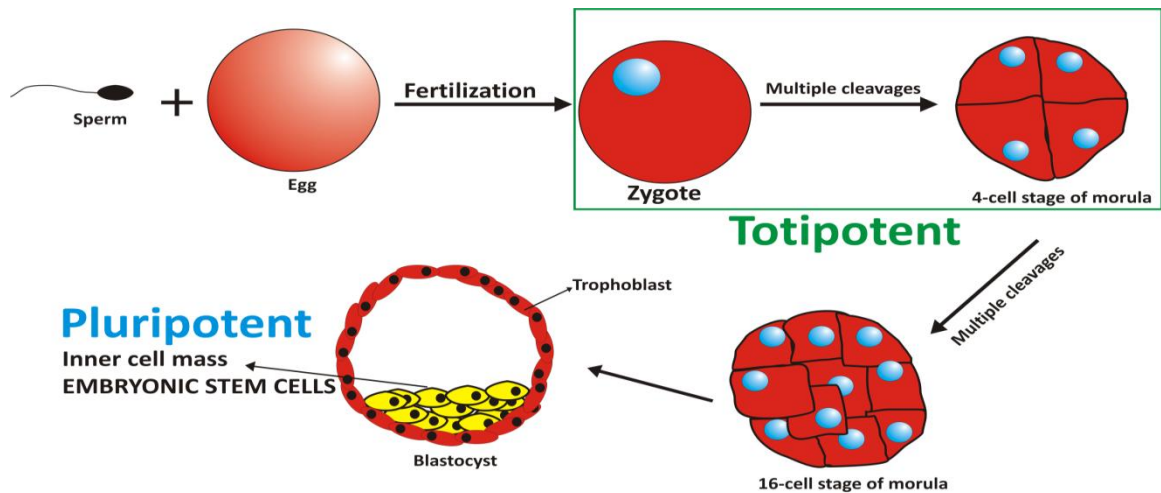 Sperm
+
Egg
Fertilization
Zygote
Multiple cleavages
4-cell stage of morula
Totipotent
Multiple cleavages
16-cell stage of morula
Trophoblast
Pluripotent
Inner cell mass
EMBRYONIC STEM CELLS
Blastocyst